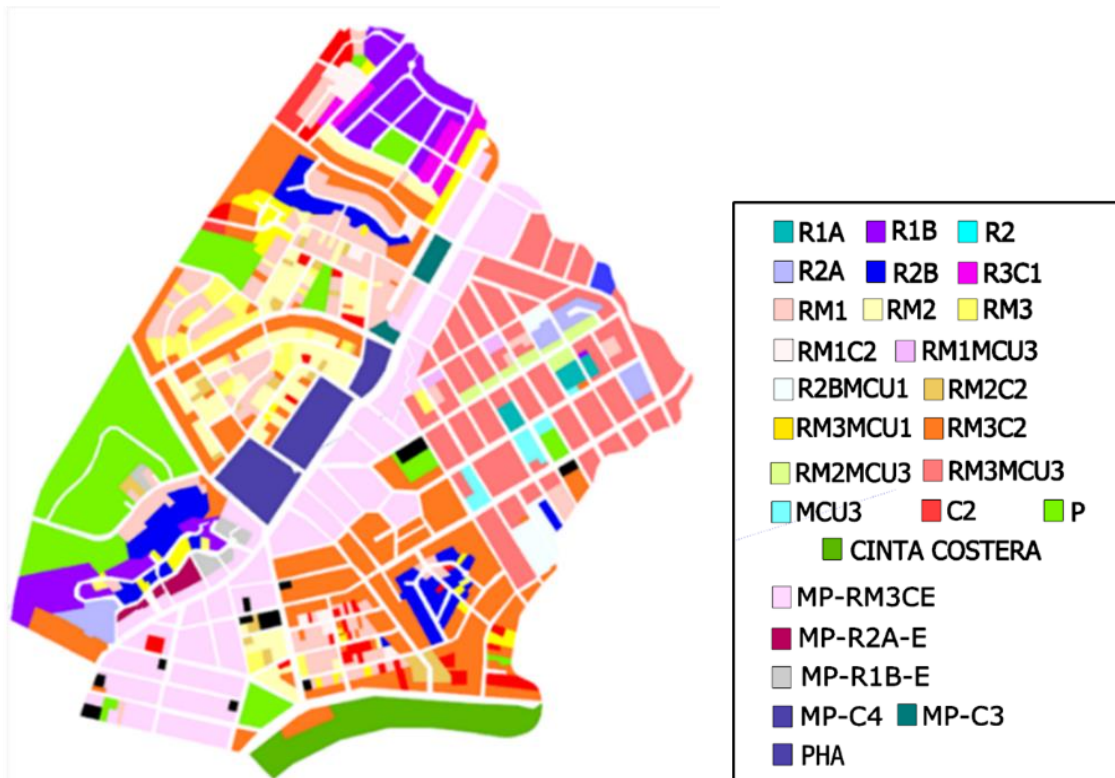 R1A R1B R2
R2A R2B R3C1
RM1 RM2 RM3
RM1C2 RM1MCU3
R2BMCU1 RM2C2
RM3MCU1 RM3C2
RM2MCU3 RM3MCU3
MCU3 C2 P
CINTA COSTERA
MP-RM3CE
MP-R2A-E
MP-R1B-E
MP-C4 MP-C3
PHA